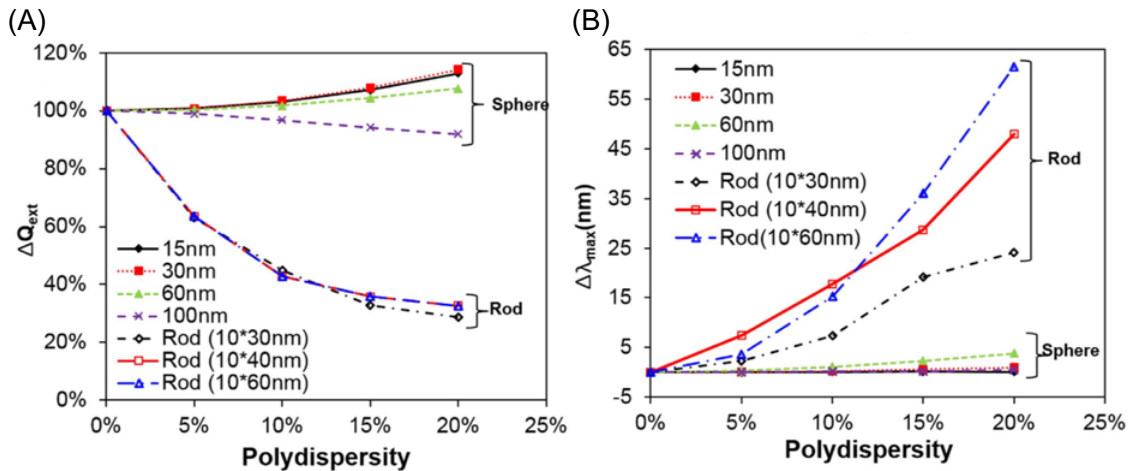 (A)
120%
100%
80%
60%
40%
20%
0%
ΔQext
0%
5%
10%
15%
20%
25%
Polydispersity
15nm
30nm
60nm
100nm
Rod (10*30nm)
Rod (10*40nm)
Rod (10*60nm)
Sphere
Rod
(B)
65
55
45
35
25
15
5
-5
Δλmax(nm)
0%
5%
10%
15%
20%
25%
Polydispersity
15nm
30nm
60nm
100nm
Rod (10*30nm)
Rod (10*40nm)
Rod(10*60nm)
Rod
Sphere